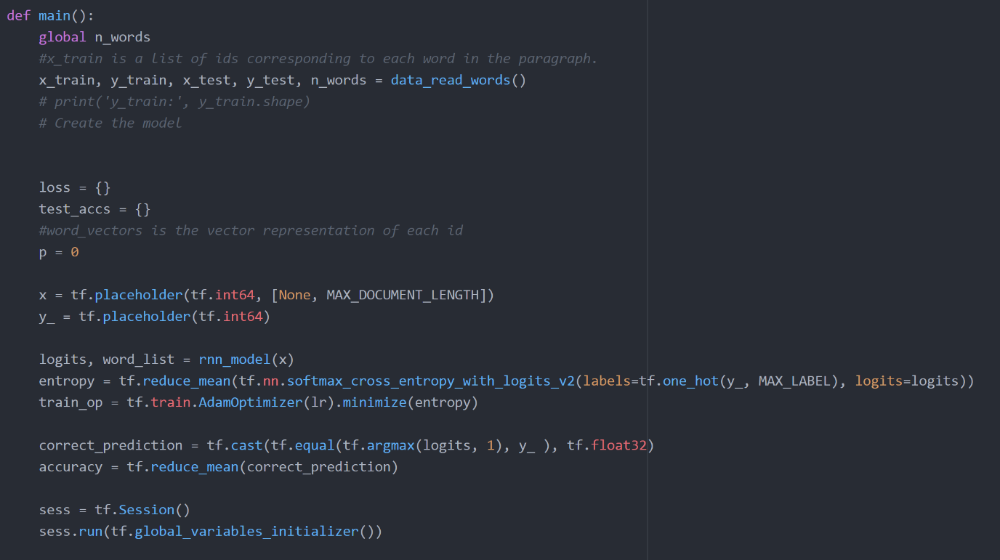 def main():
    global n_words
    #x_train is a list of ids corresponding to each word in the paragraph.
    x_train, y_train, x_test, y_test, n_words = data_read_words()
    # print('y_train:', y_train.shape)
    # Create the model
    loss = {}
    test_accs = {}
    #word_vectors is the vector representation of each id
    p = 0
    x = tf.placeholder(tf.int64, [None, MAX_DOCUMENT_LENGTH])
    y_ = tf.placeholder(tf.int64)
    logits, word_list = rnn_model(x)
    entropy = tf.reduce_mean(tf.nn.softmax_cross_entropy_with_logits_v2(labels=tf.one_hot(y_, MAX_LABEL), logits=logits))
    train_op = tf.train.AdamOptimizer(lr).minimize(entropy)
    correct_prediction = tf.cast(tf.equal(tf.argmax(logits, 1), y_ ), tf.float32)
    accuracy = tf.reduce_mean(correct_prediction)
    sess = tf.Session()
    sess.run(tf.global_variables_initializer())